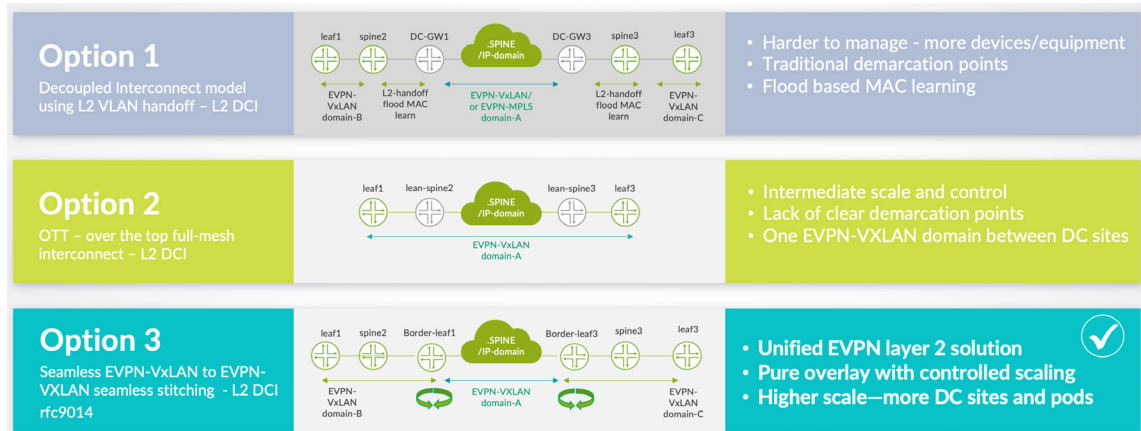 Option 1
Decoupled Interconnect model
using L2 VLAN handoff – L2 DCI
leaf1
spine2
DC-GW1
.SPINE
/IP-domain
DC-GW3
spine3
leaf3
EVPN-
VxLAN
domain-B
L2-handoff
flood MAC
learn
EVPN-VxLAN/
or EVPN-MPLS
domain-A
L2-handoff
flood MAC
learn
EVPN-
VxLAN
domain-C
• Harder to manage - more devices/equipment
• Traditional demarcation points
• Flood based MAC learning
Option 2
OTT – over the top full-mesh
interconnect – L2 DCI
leaf1
lean-spine2
.SPINE
/IP-domain
lean-spine3
leaf3
EVPN-VxLAN
domain-A
• Intermediate scale and control
• Lack of clear demarcation points
• One EVPN-VXLAN domain between DC sites
Option 3
Seamless EVPN-VxLAN to EVPN-
VXLAN seamless stitching - L2 DCI
rfc9014
leaf1
spine2
Border-leaf1
.SPINE
/IP-domain
Border-leaf3
spine3
leaf3
EVPN-
VxLAN
domain-B
EVPN-VXLAN
domain-A
EVPN-
VxLAN
domain-C
• Unified EVPN layer 2 solution
• Pure overlay with controlled scaling
• Higher scale—more DC sites and pods